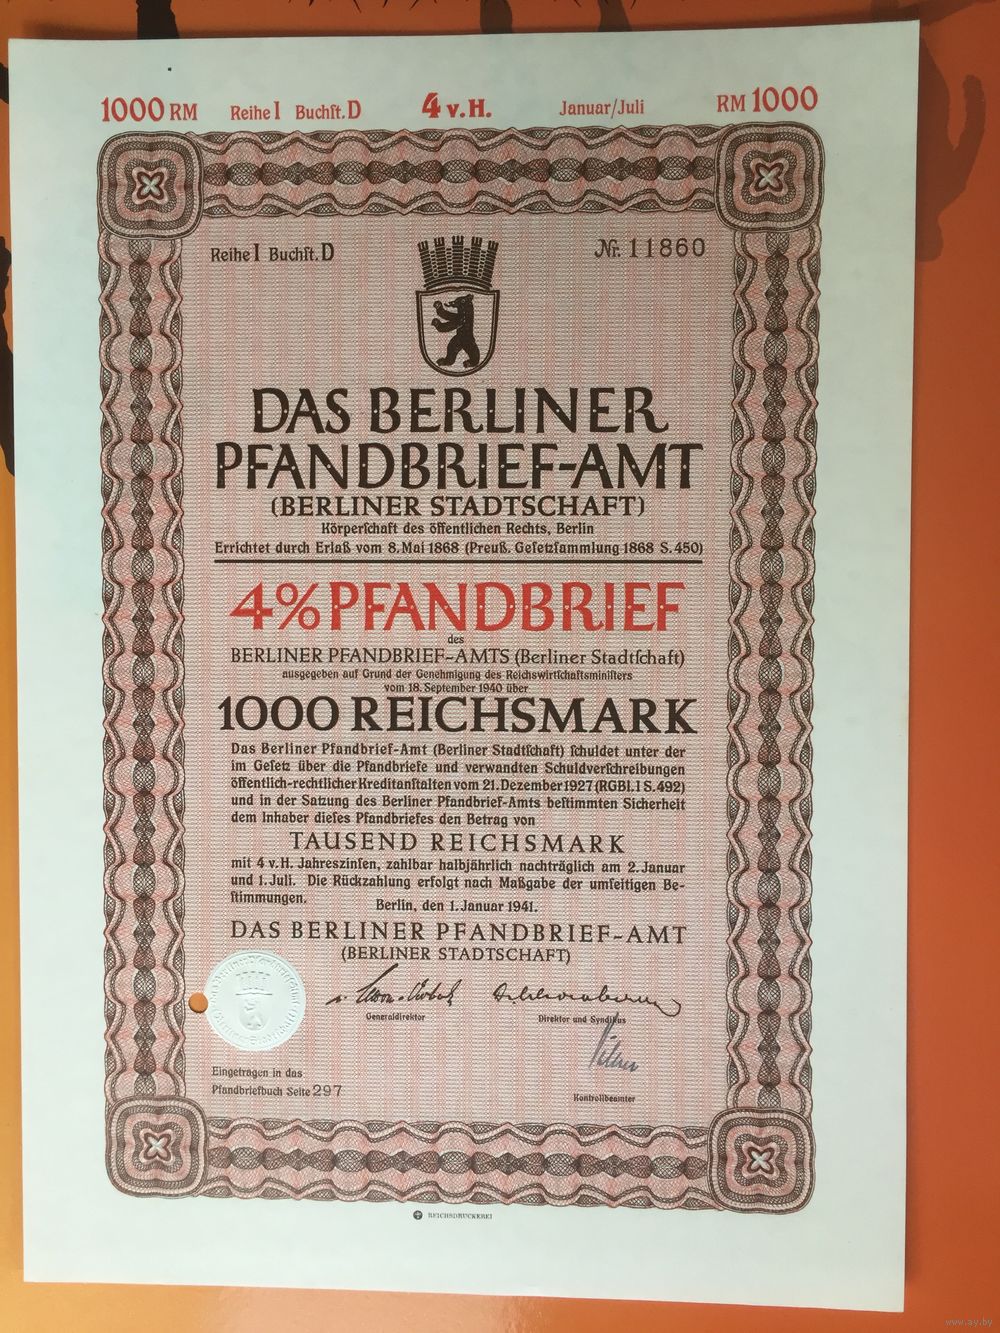 1000 RM Reihe I Buchſt. D 4 v. H. Januar/Juli RM 1000
Reihe I Buchſt. D Nr. 11860
DAS BERLINER
PFANDBRIEF-AMT
(BERLINER STADTSCHAFT)
Körperſchaft des öffentlichen Rechts, Berlin
Errichtet durch Erlaß vom 8. Mai 1868 (Preuß. Geſetzſammlung 1868 S. 450)
4% PFANDBRIEF
des
BERLINER PFANDBRIEF-AMTS (Berliner Stadtſchaft)
ausgegeben auf Grund der Genehmigung des Reichswirtſchaftsminiſters
vom 18. September 1940 über
1000 REICHSMARK
Das Berliner Pfandbrief-Amt (Berliner Stadtſchaft) ſchuldet unter der
im Geſetz über die Pfandbriefe und verwandten Schuldverſchreibungen
öffentlich-rechtlicher Kreditanſtalten vom 21. Dezember 1927 (RGBl. I S. 492)
und in der Satzung des Berliner Pfandbrief-Amts beſtimmten Sicherheit
dem Inhaber dieſes Pfandbriefes den Betrag von
TAUSEND REICHSMARK
mit 4 v. H. Jahreszinſen, zahlbar halbjährlich nachträglich am 2. Januar
und 1. Juli. Die Rückzahlung erfolgt nach Maßgabe der umſeitigen Be-
ſtimmungen. Berlin, den 1. Januar 1941.
DAS BERLINER PFANDBRIEF-AMT
(BERLINER STADTSCHAFT)
Generaldirektor Direktor und Syndikus
Eingetragen in das
Pfandbriefbuch Seite 297
Kontrollbeamter
REICHSDRUCKEREI
www.ay.by